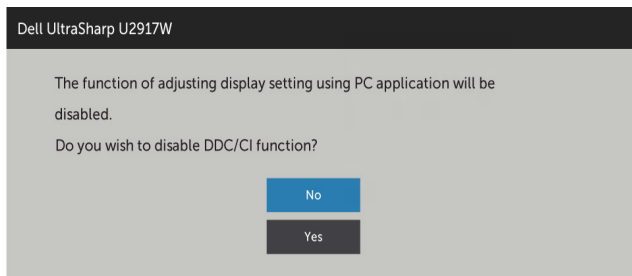 Dell UltraSharp U2917W
The function of adjusting display setting using PC application will be
disabled.
Do you wish to disable DDC/CI function?
No
Yes